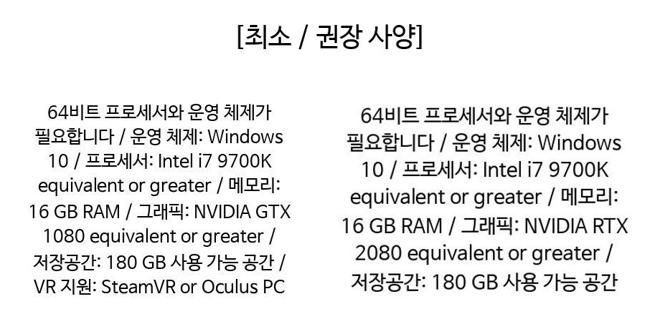 [최소 / 권장 사양]
64비트 프로세서와 운영 체제가
필요합니다 / 운영 체제: Windows
10 / 프로세서: Intel i7 9700K
equivalent or greater / 메모리:
16 GB RAM / 그래픽: NVIDIA GTX
1080 equivalent or greater /
저장공간: 180 GB 사용 가능 공간 /
VR 지원: SteamVR or Oculus PC
64비트 프로세서와 운영 체제가
필요합니다 / 운영 체제: Windows
10 / 프로세서: Intel i7 9700K
equivalent or greater / 메모리:
16 GB RAM / 그래픽: NVIDIA RTX
2080 equivalent or greater /
저장공간: 180 GB 사용 가능 공간